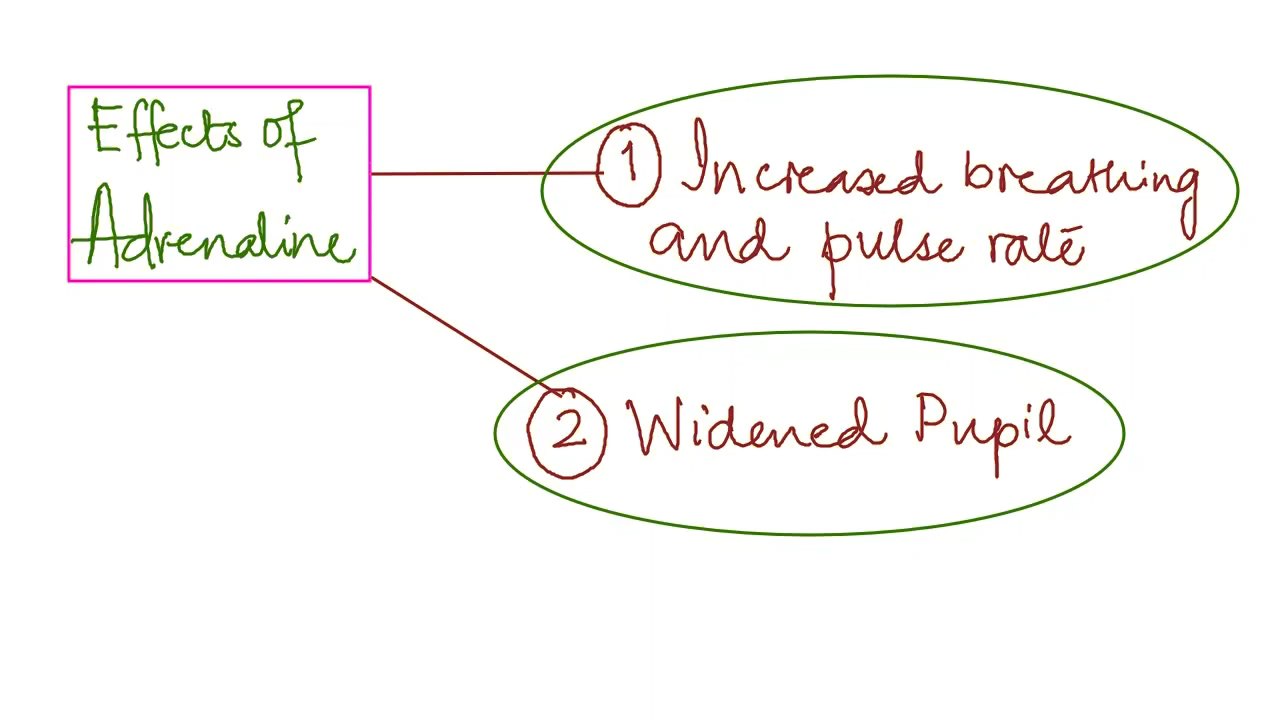 Effects of
Adrenaline
1 Increased breathing
and pulse rate
2 Widened Pupil